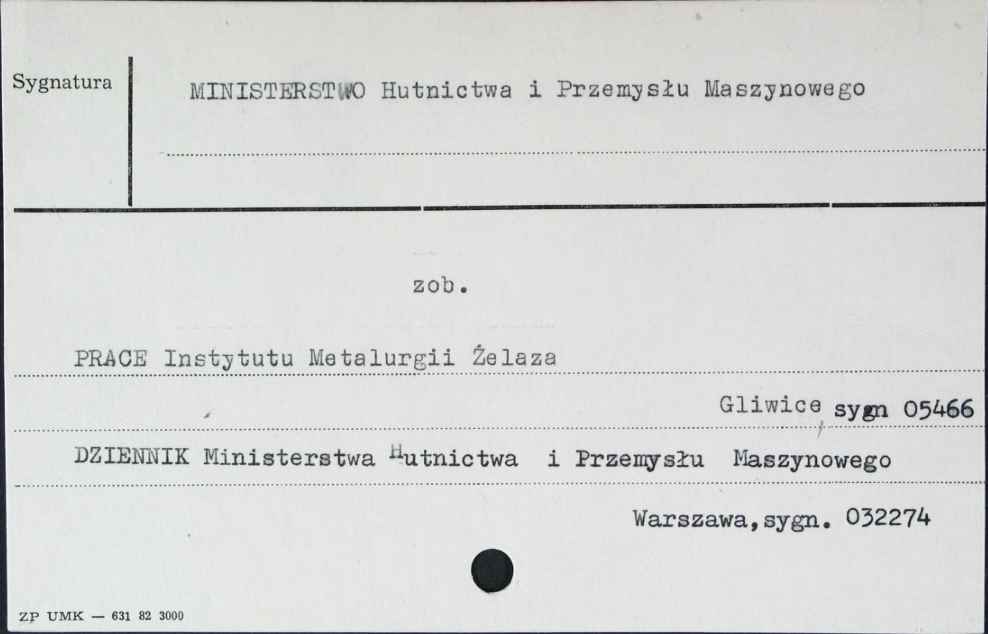 Sygnatura
MINISTERSTWO Hutnictwa i Przemysłu Maszynowego
zob.
PRACE Instytutu Metalurgii Żelaza
Gliwice, sygn 05466
DZIENNIK Ministerstwa Hutnictwa i Przemysłu Maszynowego
Warszawa, sygn. 032274
ZP UMK — 631 82 3000